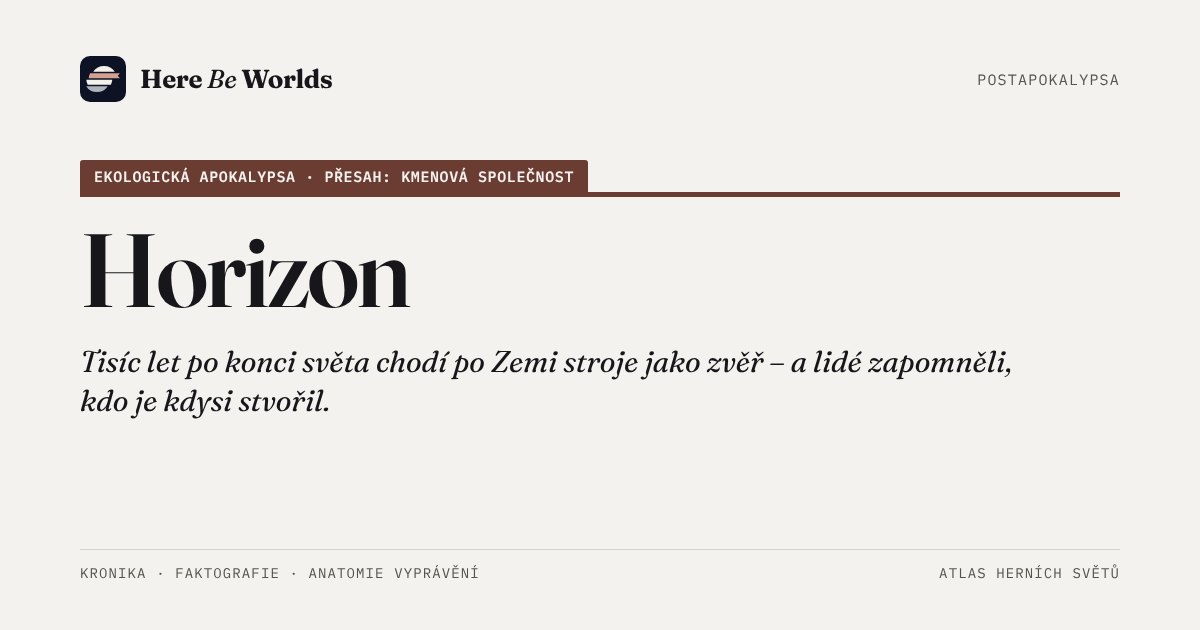 Here Be Worlds
POSTAPOKALYPSA
EKOLOGICKÁ APOKALYPSA · PŘESAH: KMENOVÁ SPOLEČNOST
Horizon
Tisíc let po konci světa chodí po Zemi stroje jako zvěř – a lidé zapomněli,
kdo je kdysi stvořil.
KRONIKA · FAKTOGRAFIE · ANATOMIE VYPRÁVĚNÍ
ATLAS HERNÍCH SVĚTŮ